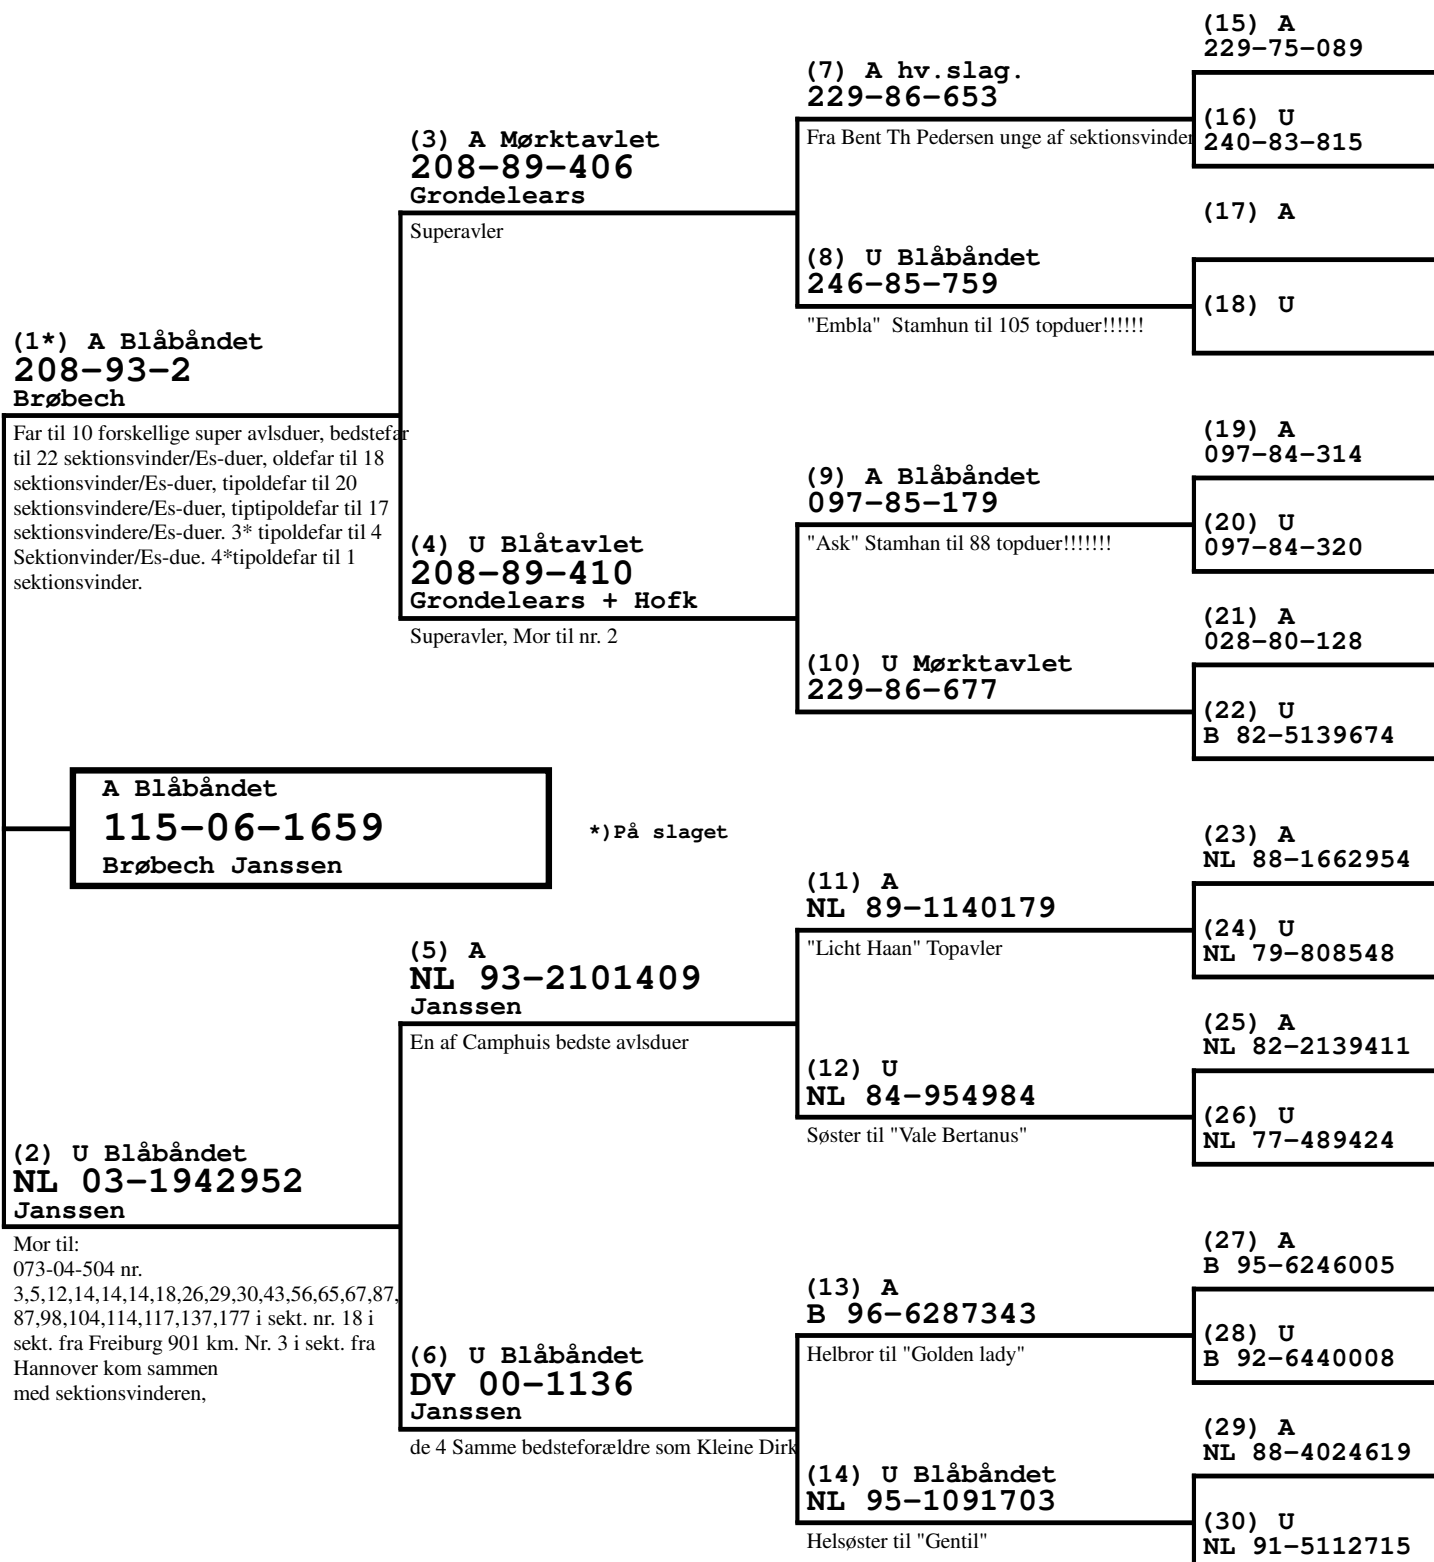 (1*) A Blåbåndet
208-93-2
Brøbech
Far til 10 forskellige super avlsduer, bedstefar
til 22 sektionsvinder/Es-duer, oldefar til 18
sektionsvinder/Es-duer, tipoldefar til 20
sektionsvindere/Es-duer, tiptipoldefar til 17
sektionsvindere/Es-duer. 3* tipoldefar til 4
Sektionvinder/Es-due. 4*tipoldefar til 1
sektionsvinder.
A Blåbåndet
115-06-1659
Brøbech Janssen
*)På slaget
(2) U Blåbåndet
NL 03-1942952
Janssen
Mor til:
073-04-504 nr.
3,5,12,14,14,14,18,26,29,30,43,56,65,67,87,
87,98,104,114,117,137,177 i sekt. nr. 18 i
sekt. fra Freiburg 901 km. Nr. 3 i sekt. fra
Hannover kom sammen
med sektionsvinderen,
(3) A Mørktavlet
208-89-406
Grondelears
Superavler
(4) U Blåtavlet
208-89-410
Grondelears + Hofk
Superavler, Mor til nr. 2
(5) A
NL 93-2101409
Janssen
En af Camphuis bedste avlsduer
(6) U Blåbåndet
DV 00-1136
Janssen
de 4 Samme bedsteforældre som Kleine Dirk
(7) A hv.slag.
229-86-653
Fra Bent Th Pedersen unge af sektionsvinder
(8) U Blåbåndet
246-85-759
"Embla" Stamhun til 105 topduer!!!!!!
(9) A Blåbåndet
097-85-179
"Ask" Stamhan til 88 topduer!!!!!!!
(10) U Mørktavlet
229-86-677
(11) A
NL 89-1140179
"Licht Haan" Topavler
(12) U
NL 84-954984
Søster til "Vale Bertanus"
(13) A
B 96-6287343
Helbror til "Golden lady"
(14) U Blåbåndet
NL 95-1091703
Helsøster til "Gentil"
(15) A
229-75-089
(16) U
240-83-815
(17) A
(18) U
(19) A
097-84-314
(20) U
097-84-320
(21) A
028-80-128
(22) U
B 82-5139674
(23) A
NL 88-1662954
(24) U
NL 79-808548
(25) A
NL 82-2139411
(26) U
NL 77-489424
(27) A
B 95-6246005
(28) U
B 92-6440008
(29) A
NL 88-4024619
(30) U
NL 91-5112715